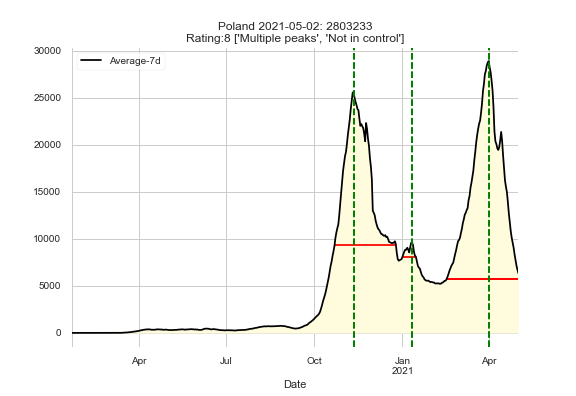 Poland 2021-05-02: 2803233
Rating:8 ['Multiple peaks', 'Not in control']
30000
Average-7d
25000
20000
15000
10000
5000
0
Apr
Jul
Oct
Jan
2021
Apr
Date